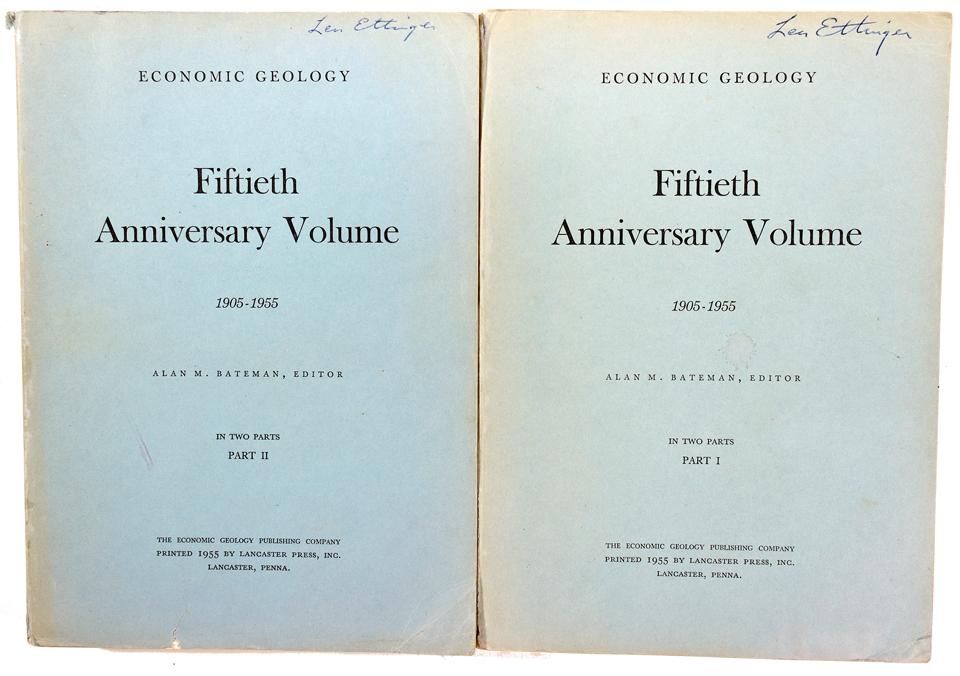 Len Ettinger
ECONOMIC GEOLOGY
Fiftieth
Anniversary Volume
1905-1955
ALAN M. BATEMAN, EDITOR
IN TWO PARTS
PART II
THE ECONOMIC GEOLOGY PUBLISHING COMPANY
PRINTED 1955 BY LANCASTER PRESS, INC.
LANCASTER, PENNA.
Len Ettinger
ECONOMIC GEOLOGY
Fiftieth
Anniversary Volume
1905-1955
ALAN M. BATEMAN, EDITOR
IN TWO PARTS
PART I
THE ECONOMIC GEOLOGY PUBLISHING COMPANY
PRINTED 1955 BY LANCASTER PRESS, INC.
LANCASTER, PENNA.